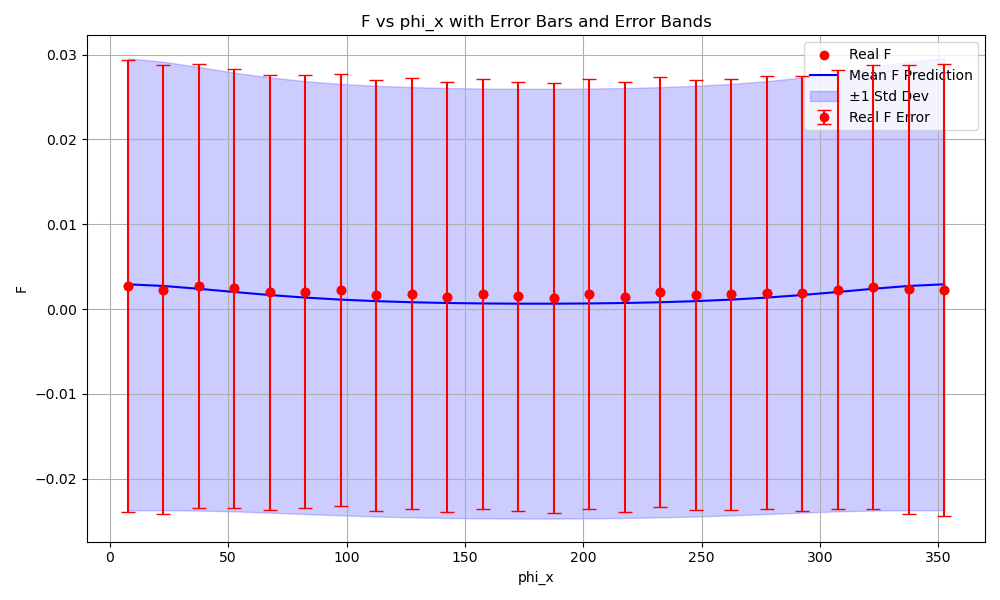 F vs phi_x with Error Bars and Error Bands
Real F
Mean F Prediction
±1 Std Dev
Real F Error
0.03
0.02
0.01
0.00
−0.01
−0.02
F
0 50 100 150 200 250 300 350
phi_x